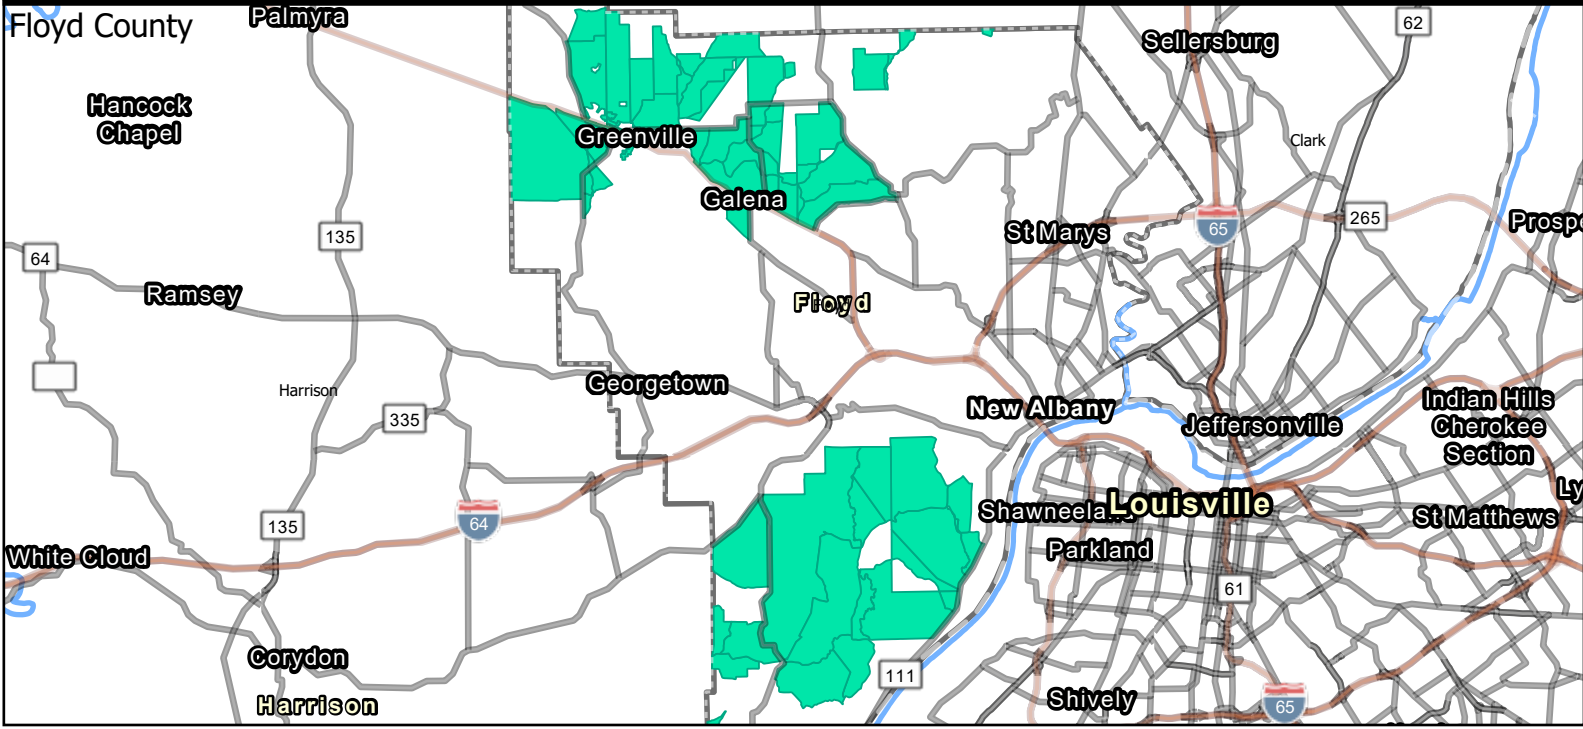 Floyd County
Palmyra
62
Sellersburg
Hancock
Chapel
Greenville
Clark
Galena
135
265
65
St Marys
64
Ramsey
Floyd
Harrison
Georgetown
335
New Albany
Jeffersonville
Indian Hills
Cherokee
Section
135
64
Louisville
St Matthews
White Cloud
Parkland
61
Corydon
111
Harrison
Shively
65